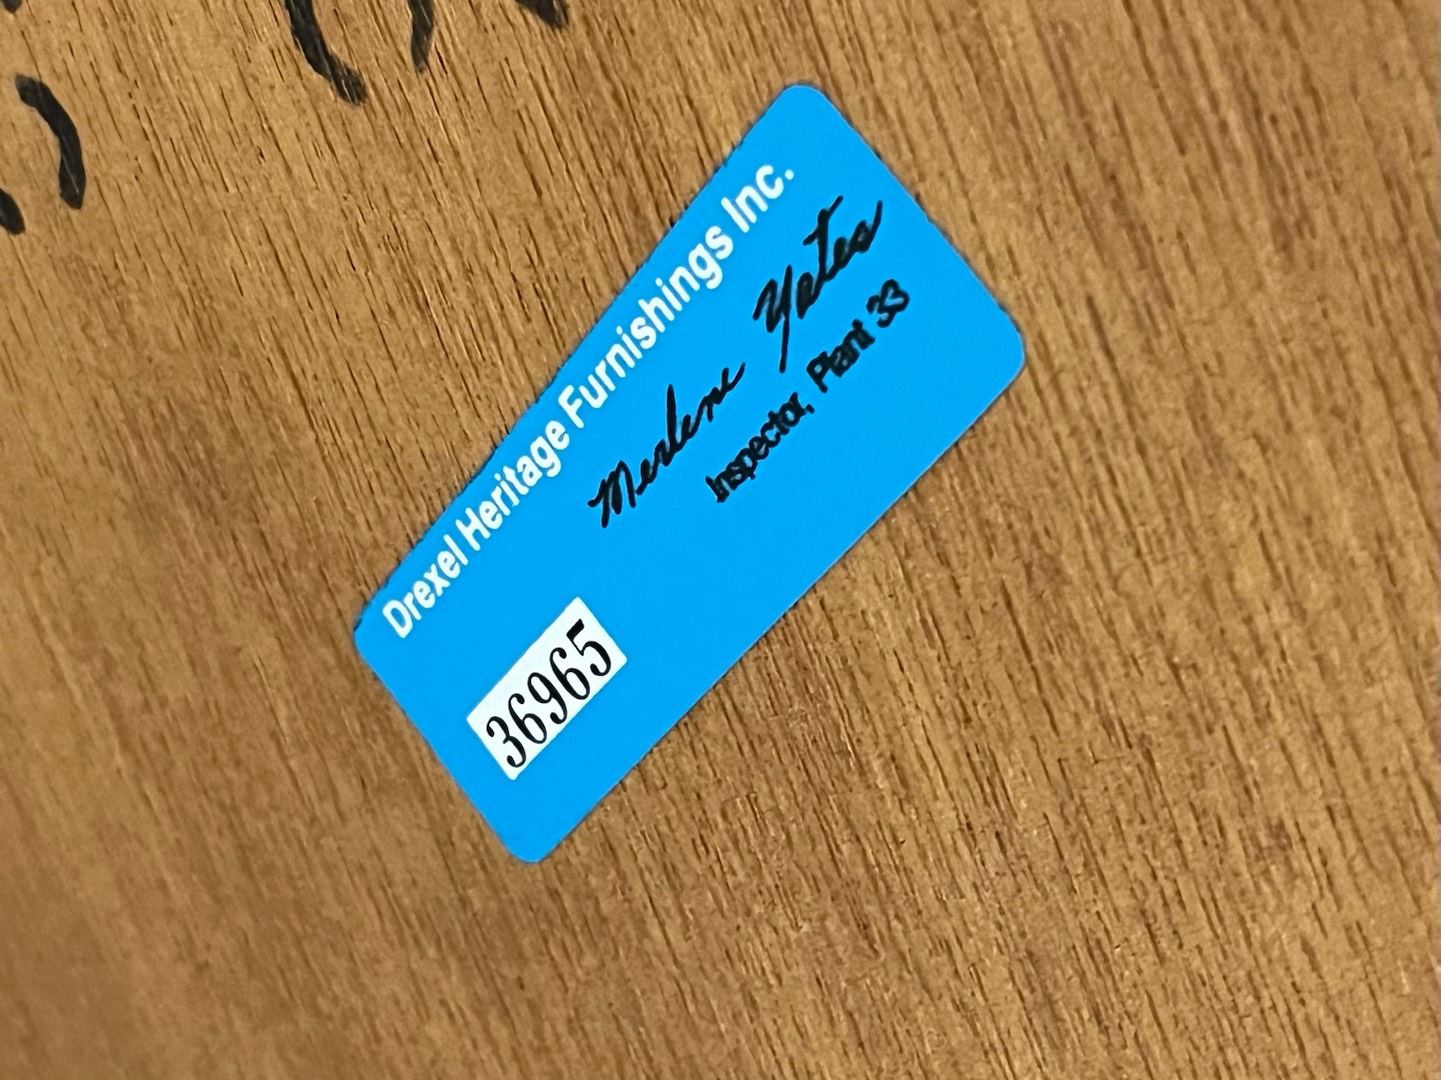 Drexel Heritage Furnishings Inc.
Merlene Yates
Inspector, Plant 33
36965